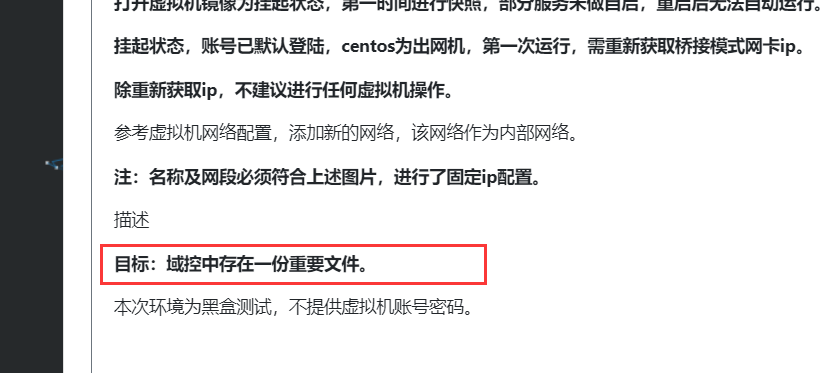 打开虚拟机镜像为挂起状态，第一时间进行快照，部分服务未做自启，重启后无法自动运行。
挂起状态，账号已默认登陆，centos为出网机，第一次运行，需重新获取桥接模式网卡ip。
除重新获取ip，不建议进行任何虚拟机操作。
参考虚拟机网络配置，添加新的网络，该网络作为内部网络。
注：名称及网段必须符合上述图片，进行了固定ip配置。
描述
目标：域控中存在一份重要文件。
本次环境为黑盒测试，不提供虚拟机账号密码。